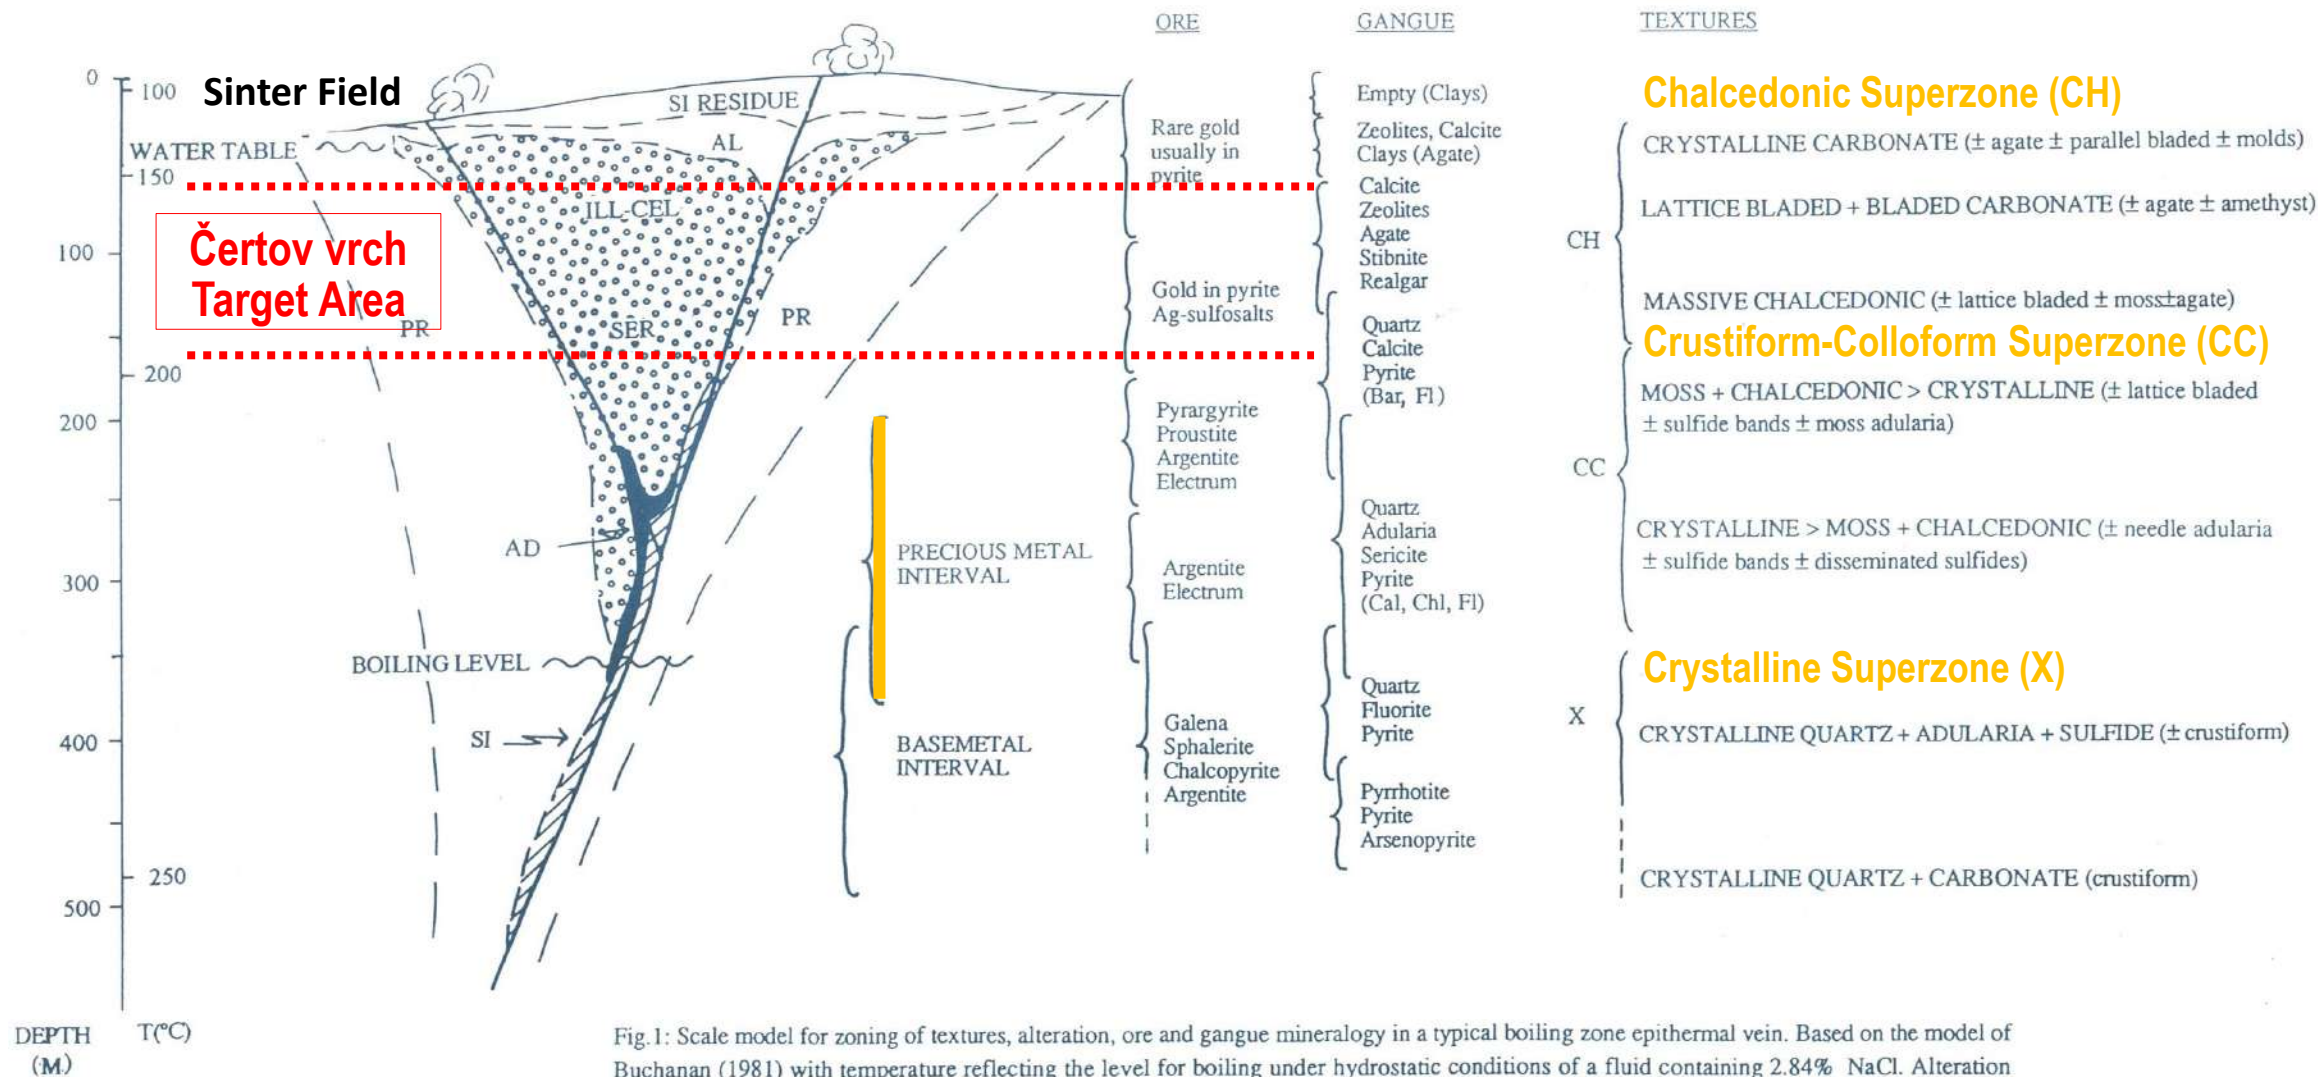 ORE
GANGUE
TEXTURES
0
100
Sinter Field
SI RESIDUE
AL
WATER TABLE
150
ILL-CEL
Čertov vrch
Target Area
100
PR
SER
PR
200
200
AD
300
BOILING LEVEL
SI
400
250
500
DEPTH
(M)
T(°C)
PRECIOUS METAL
INTERVAL
BASEMETAL
INTERVAL
Rare gold
usually in
pyrite
Gold in pyrite
Ag-sulfosalts
Pyrargyrite
Proustite
Argentite
Electrum
Argentite
Electrum
Galena
Sphalerite
Chalcopyrite
Argentite
Empty (Clays)
Zeolites, Calcite
Clays (Agate)
Calcite
Zeolites
Agate
Stibnite
Realgar
Quartz
Calcite
Pyrite
(Bar, Fl)
Quartz
Adularia
Sericite
Pyrite
(Cal, Chl, Fl)
Quartz
Fluorite
Pyrite
Pyrrhotite
Pyrite
Arsenopyrite
Chalcedonic Superzone (CH)
CRYSTALLINE CARBONATE (± agate ± parallel bladed ± molds)
LATTICE BLADED + BLADED CARBONATE (± agate ± amethyst)
CH
MASSIVE CHALCEDONIC (± lattice bladed ± moss±agate)
Crustiform-Colloform Superzone (CC)
MOSS + CHALCEDONIC > CRYSTALLINE (± lattice bladed
± sulfide bands ± moss adularia)
CC
CRYSTALLINE > MOSS + CHALCEDONIC (± needle adularia
± sulfide bands ± disseminated sulfides)
Crystalline Superzone (X)
X
CRYSTALLINE QUARTZ + ADULARIA + SULFIDE (± crustiform)
CRYSTALLINE QUARTZ + CARBONATE (crustiform)
Fig.1: Scale model for zoning of textures, alteration, ore and gangue mineralogy in a typical boiling zone epithermal vein. Based on the model of
Buchanan (1981) with temperature reflecting the level for boiling under hydrostatic conditions of a fluid containing 2.84% NaCl. Alteration